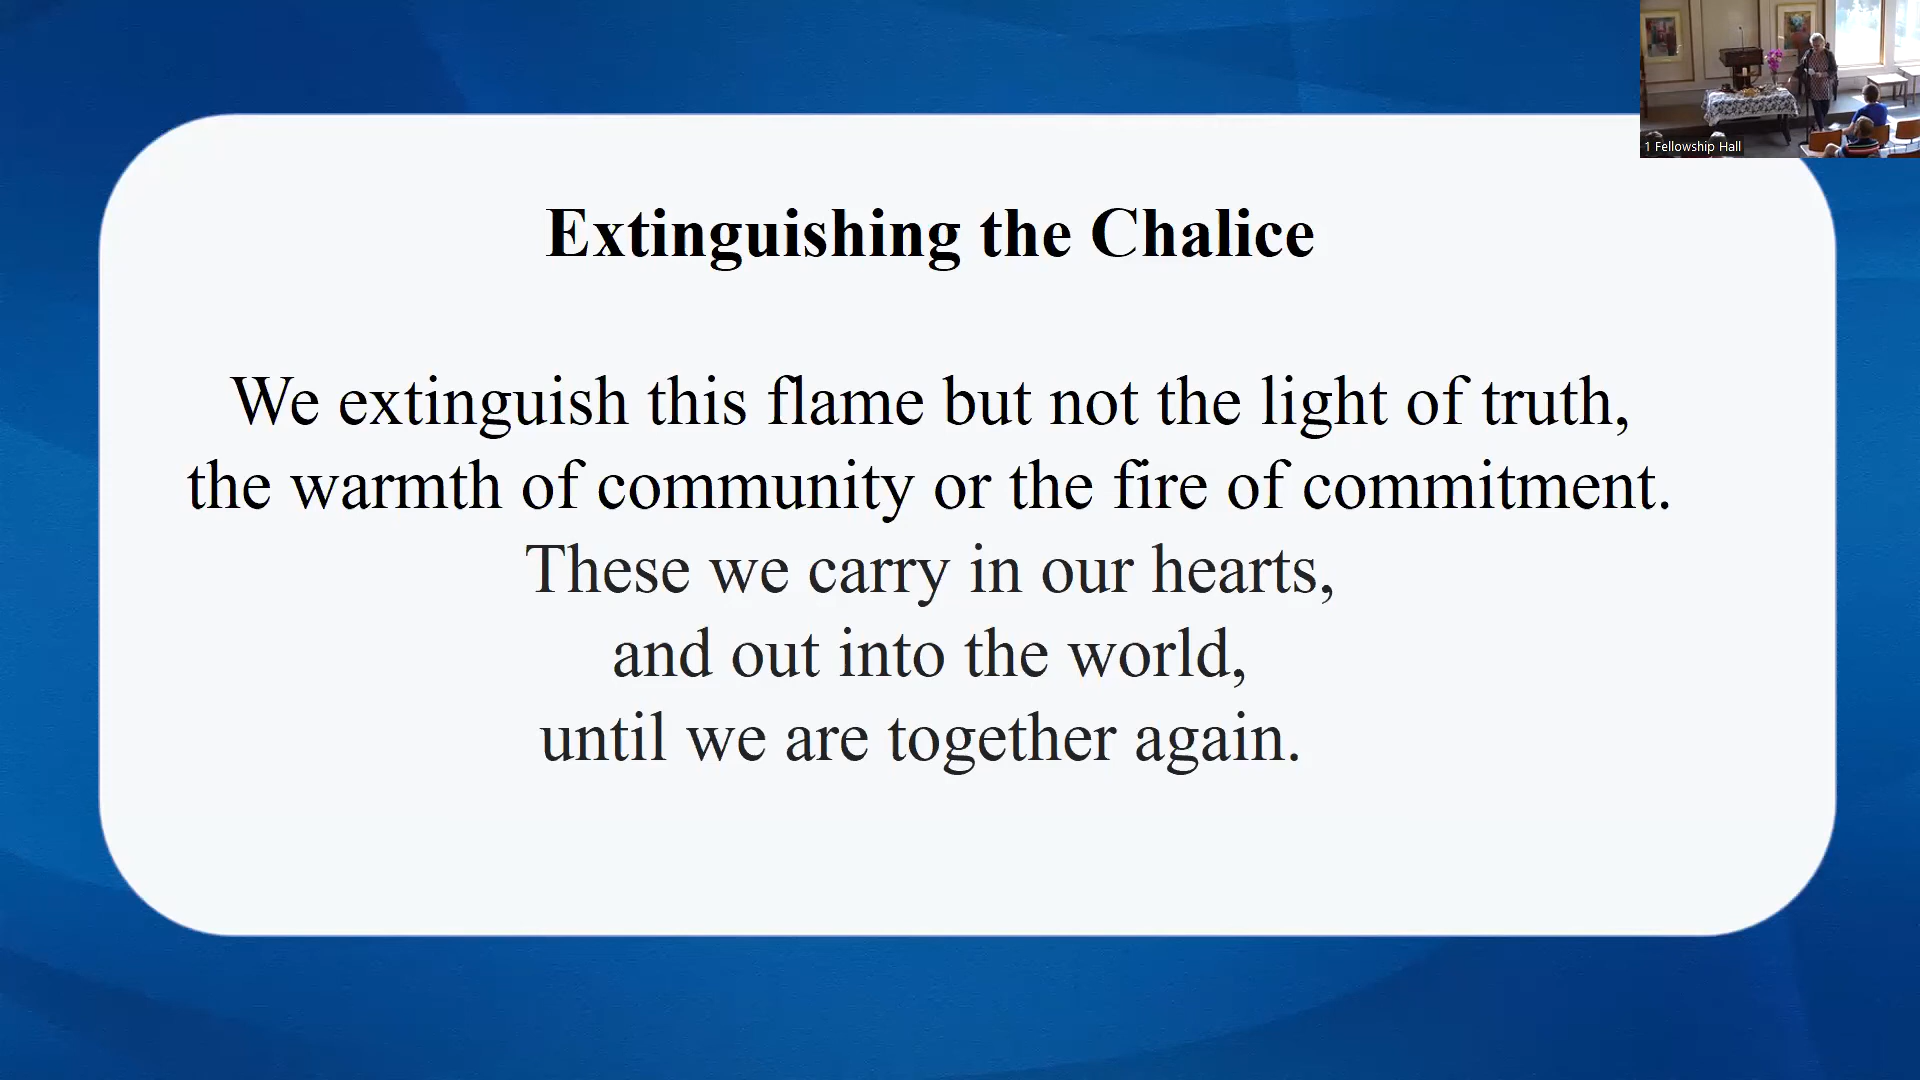 Extinguishing the Chalice
We extinguish this flame but not the light of truth,
the warmth of community or the fire of commitment.
These we carry in our hearts,
and out into the world,
until we are together again.
1 Fellowship Hall